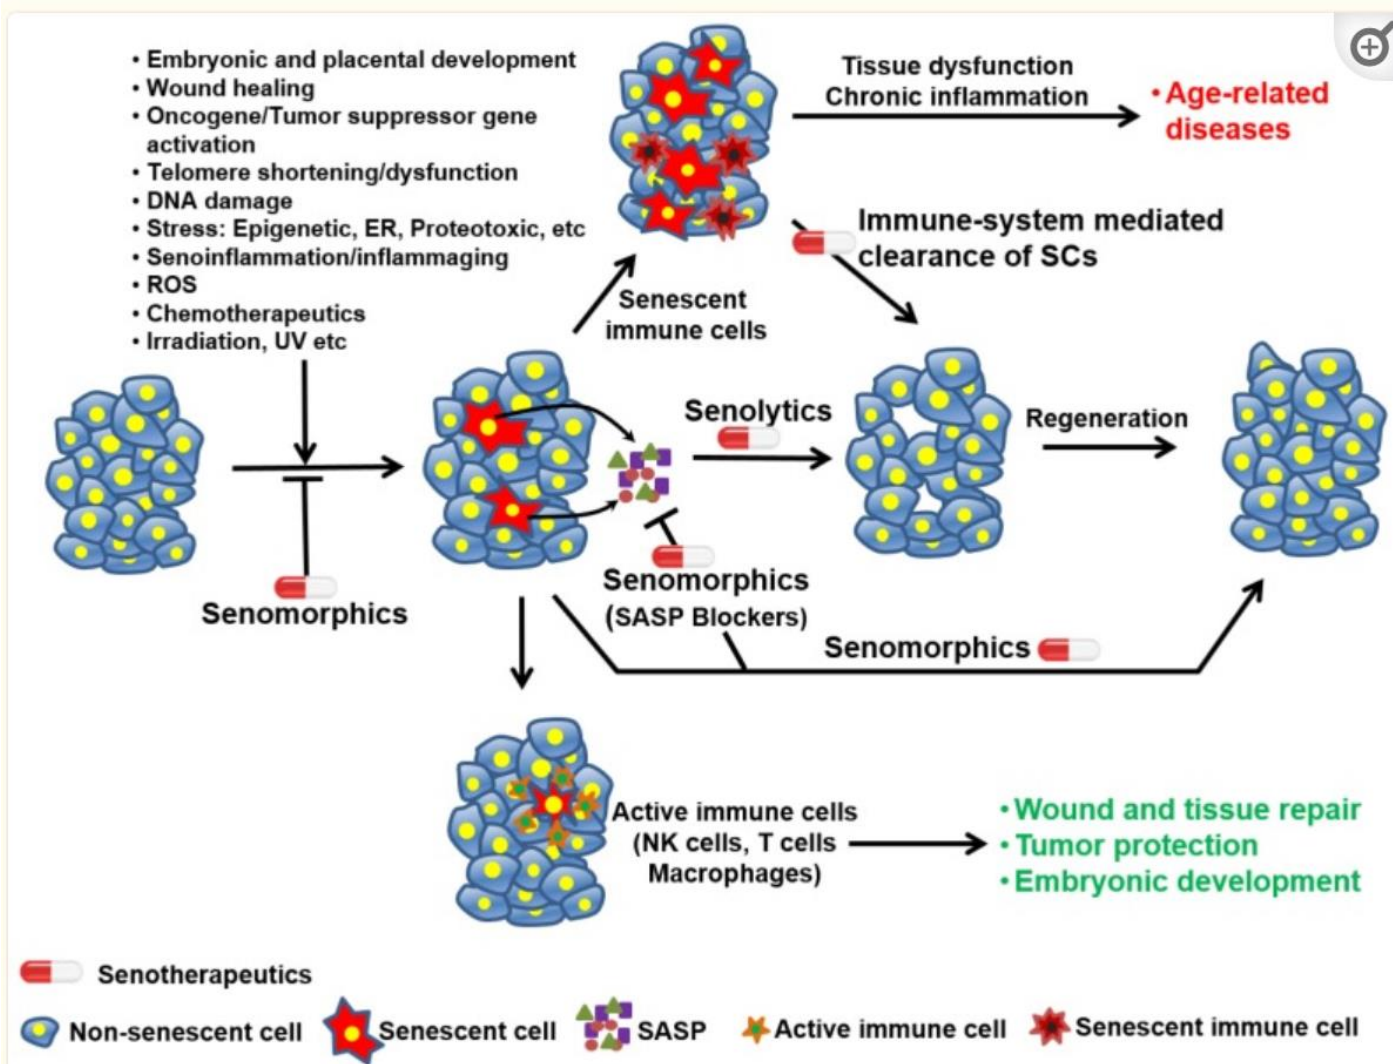 • Embryonic and placental development
• Wound healing
• Oncogene/Tumor suppressor gene
activation
• Telomere shortening/dysfunction
• DNA damage
• Stress: Epigenetic, ER, Proteotoxic, etc
• Senoinflammation/inflammaging
• ROS
• Chemotherapeutics
• Irradiation, UV etc
Tissue dysfunction
Chronic inflammation
• Age-related
diseases
Immune-system mediated
clearance of SCs
Senescent
immune cells
Senolytics
Regeneration
Senomorphics
Senomorphics
(SASP Blockers)
Senomorphics
Active immune cells
(NK cells, T cells
Macrophages)
• Wound and tissue repair
• Tumor protection
• Embryonic development
Senotherapeutics
Non-senescent cell
Senescent cell
SASP
Active immune cell
Senescent immune cell